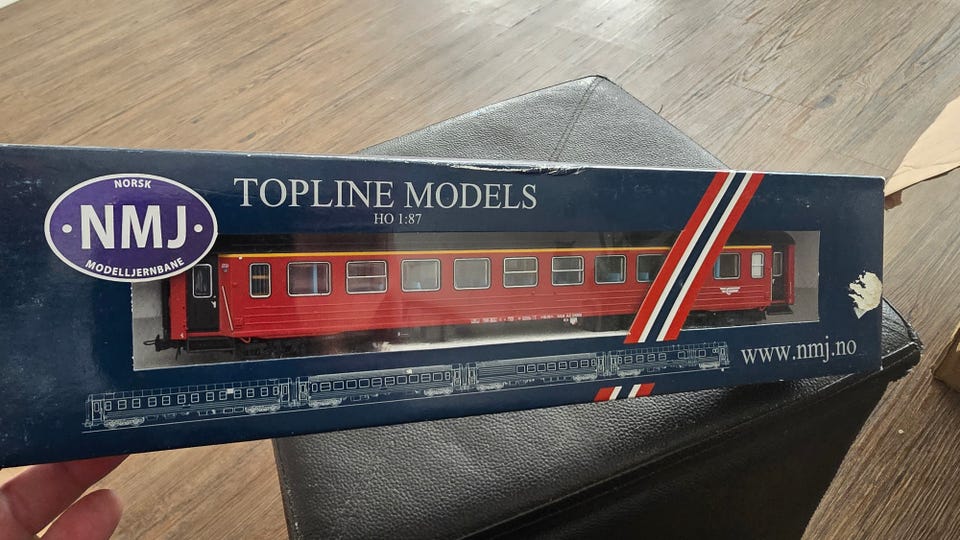 NORSK
·NMJ·
MODELLJERNBANE
TOPLINE MODELS
HO 1:87
www.nmj.no